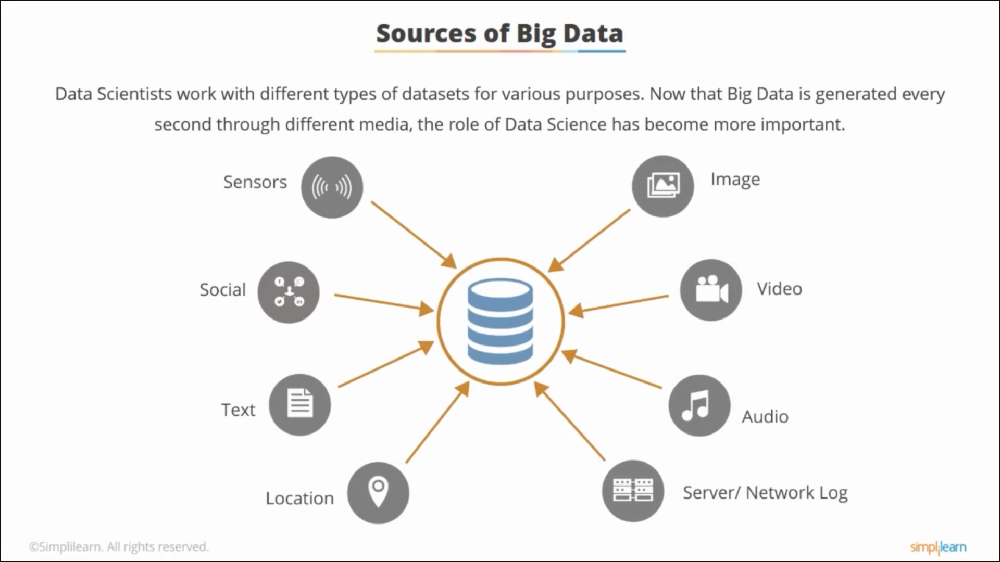 Sources of Big Data
Data Scientists work with different types of datasets for various purposes. Now that Big Data is generated every
second through different media, the role of Data Science has become more important.
Sensors
Image
Social
Video
Text
Audio
Location
Server/ Network Log
©Simplilearn. All rights reserved.
simplilearn